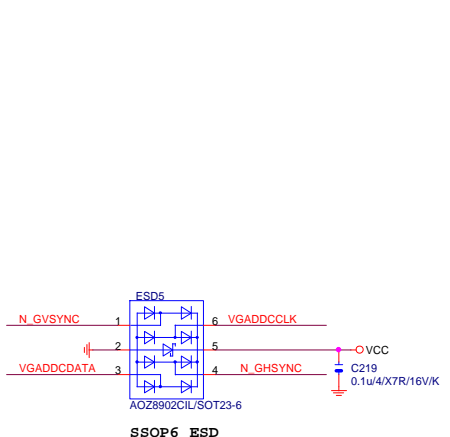 ESD5
N_GVSYNC 1 6 VGADDCCLK
2 5 VCC
VGADDCDATA 3 4 N_GHSYNC
C219
0.1u/4/X7R/16V/K
AOZ8902CIL/SOT23-6
SSOP6 ESD